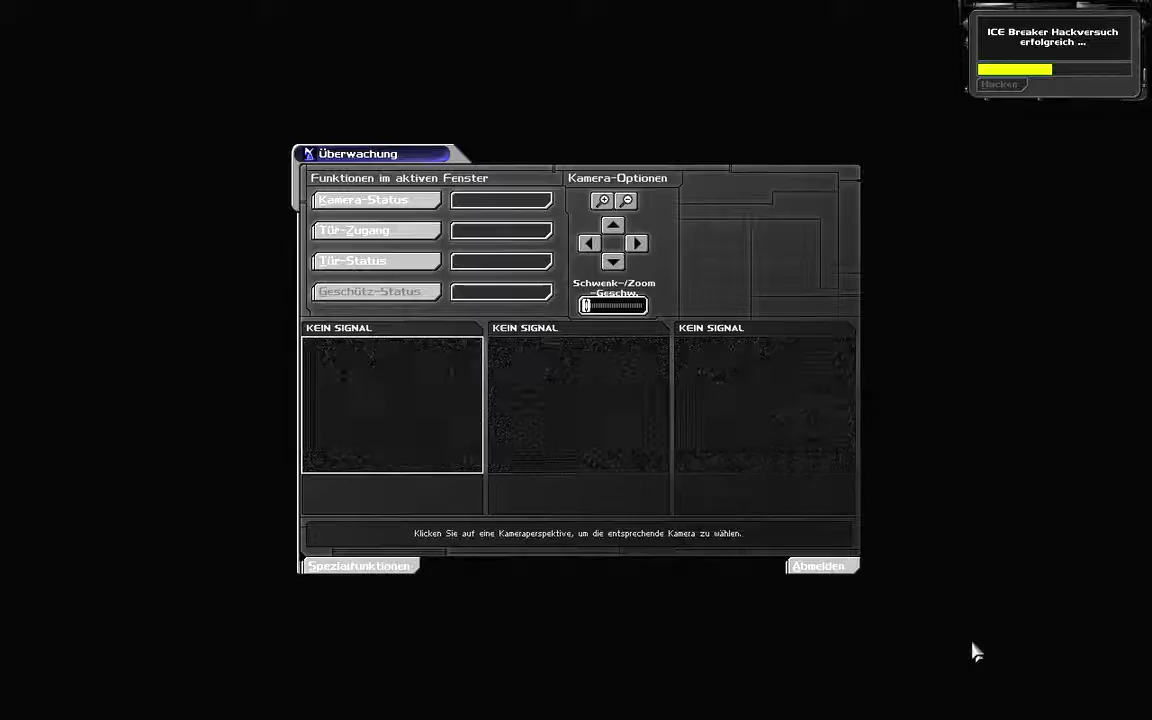 ICE Breaker Hackversuch
erfolgreich ...
Hacken
Überwachung
Funktionen im aktiven Fenster
Kamera-Optionen
Kamera-Status
Tür-Zugang
Tür-Status
Geschütz-Status
Schwenk-/Zoom
-Geschw.
KEIN SIGNAL
KEIN SIGNAL
KEIN SIGNAL
Klicken Sie auf eine Kameraperspektive, um die entsprechende Kamera zu wählen.
Spezialfunktionen
Abmelden